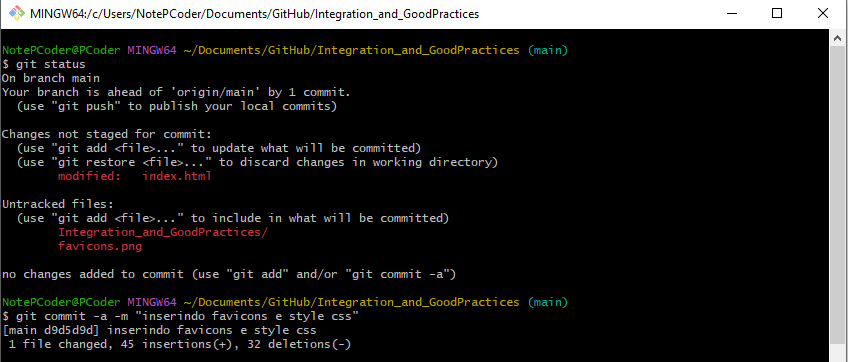 MINGW64:/c/Users/NotePCoder/Documents/GitHub/Integration_and_GoodPractices
NotePCoder@PCoder MINGW64 ~/Documents/GitHub/Integration_and_GoodPractices (main)
$ git status
On branch main
Your branch is ahead of 'origin/main' by 1 commit.
  (use "git push" to publish your local commits)
Changes not staged for commit:
  (use "git add <file>..." to update what will be committed)
  (use "git restore <file>..." to discard changes in working directory)
        modified:   index.html
Untracked files:
  (use "git add <file>..." to include in what will be committed)
        Integration_and_GoodPractices/
        favicons.png
no changes added to commit (use "git add" and/or "git commit -a")
NotePCoder@PCoder MINGW64 ~/Documents/GitHub/Integration_and_GoodPractices (main)
$ git commit -a -m "inserindo favicons e style css"
[main d9d5d9d] inserindo favicons e style css
 1 file changed, 45 insertions(+), 32 deletions(-)